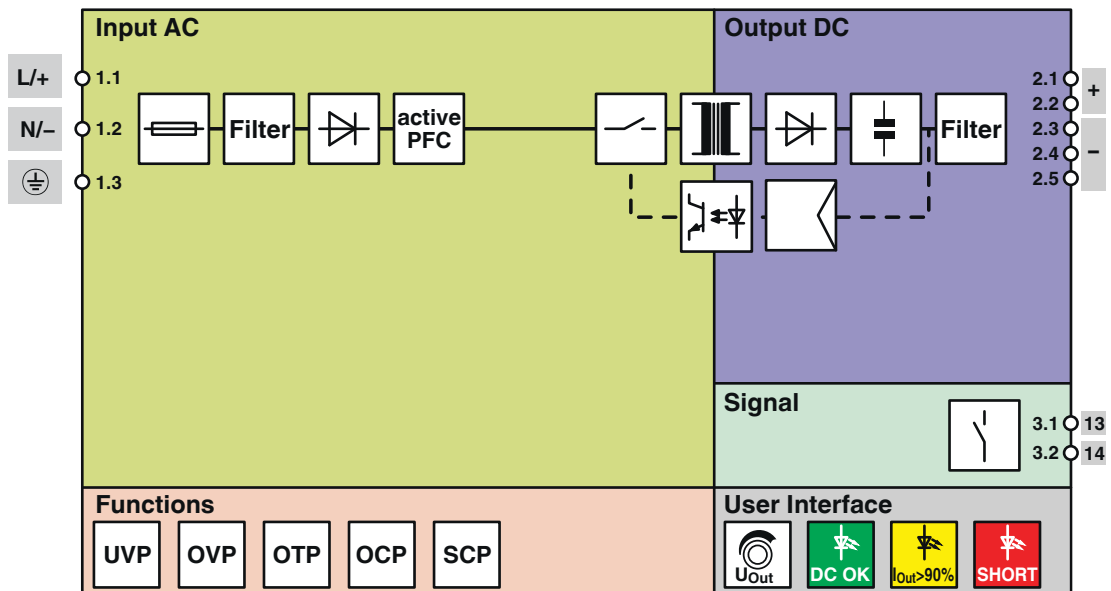 Input AC
Output DC
L/+
1.1
N/–
1.2
1.3
Filter
active
PFC
Filter
2.1
2.2
+
2.3
2.4
2.5
–
Signal
3.1
13
3.2
14
Functions
UVP
OVP
OTP
OCP
SCP
User Interface
UOut
DC OK
IOut>90%
SHORT